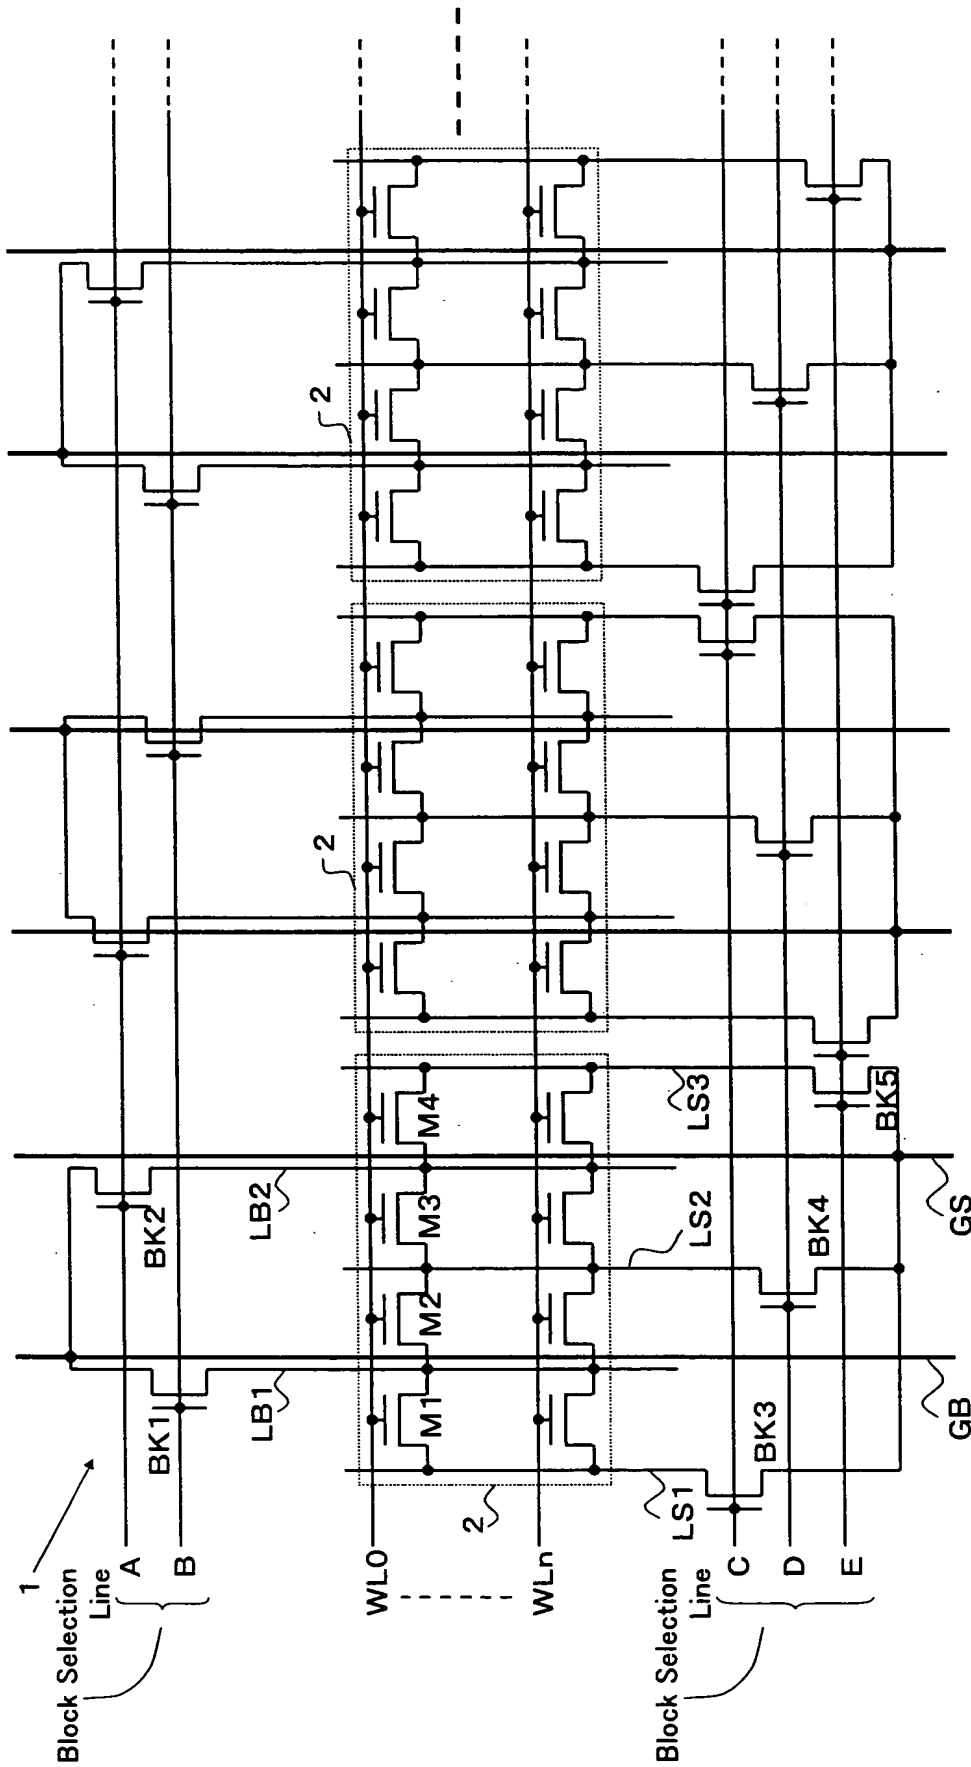 1
Block Selection
Line
A
B
BK1
BK2
LB1
LB2
2
2
2
WL0
WLn
M1
M2
M3
M4
LS1
LS2
LS3
Block Selection
Line
C
D
E
BK3
BK4
BK5
GB
GS